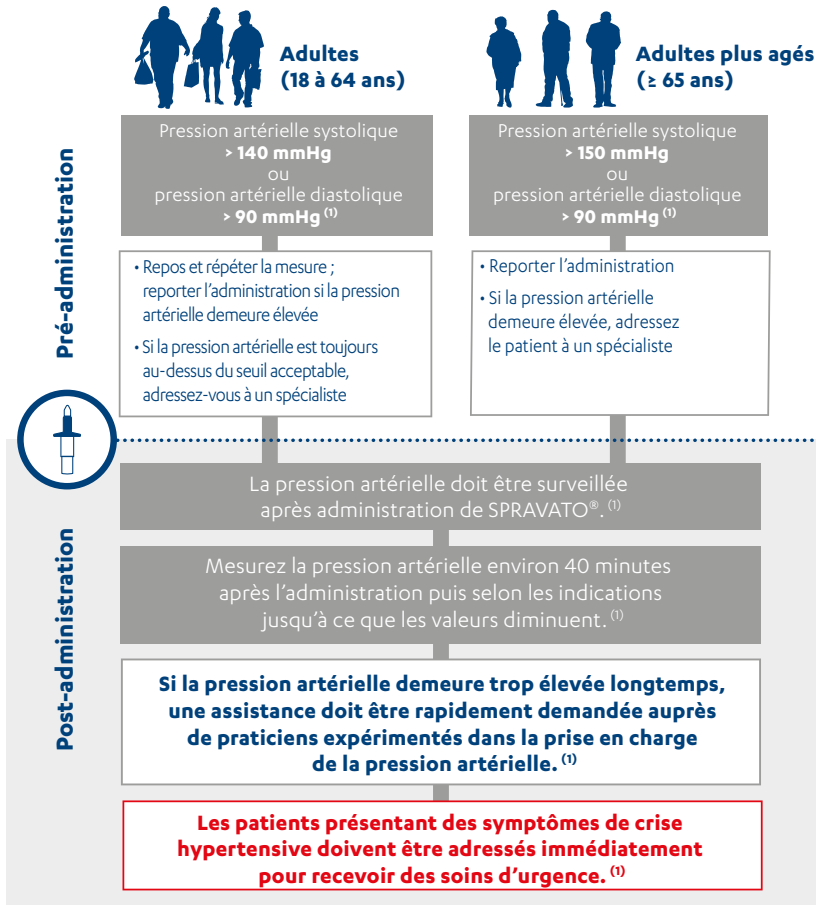 Adultes
(18 à 64 ans)
Adultes plus agés
(≥ 65 ans)
Pré-administration
Pression artérielle systolique
> 140 mmHg
ou
pression artérielle diastolique
> 90 mmHg (1)
Pression artérielle systolique
> 150 mmHg
ou
pression artérielle diastolique
> 90 mmHg (1)
• Repos et répéter la mesure ;
reporter l’administration si la pression
artérielle demeure élevée
• Si la pression artérielle est toujours
au-dessus du seuil acceptable,
adressez-vous à un spécialiste
• Reporter l’administration
• Si la pression artérielle
demeure élevée, adressez
le patient à un spécialiste
Post-administration
La pression artérielle doit être surveillée
après administration de SPRAVATO®. (1)
Mesurez la pression artérielle environ 40 minutes
après l’administration puis selon les indications
jusqu’à ce que les valeurs diminuent. (1)
Si la pression artérielle demeure trop élevée longtemps,
une assistance doit être rapidement demandée auprès
de praticiens expérimentés dans la prise en charge
de la pression artérielle. (1)
Les patients présentant des symptômes de crise
hypertensive doivent être adressés immédiatement
pour recevoir des soins d’urgence. (1)